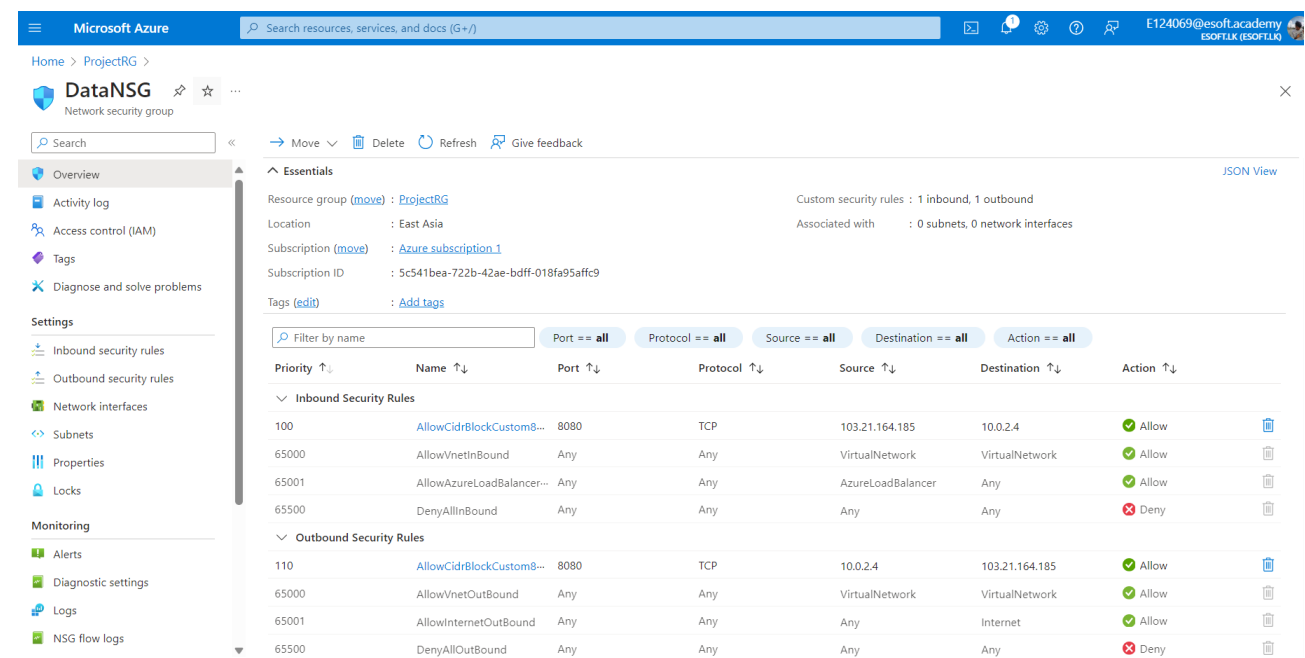 Microsoft Azure
Search resources, services, and docs (G+/)
1
E124069@esoft.academy
ESOFT.LK (ESOFT.LK)
Home > ProjectRG >
DataNSG
Network security group
Search
Move Delete Refresh Give feedback
Overview
Activity log
Access control (IAM)
Tags
Diagnose and solve problems
Settings
Inbound security rules
Outbound security rules
Network interfaces
Subnets
Properties
Locks
Monitoring
Alerts
Diagnostic settings
Logs
NSG flow logs
Essentials
JSON View
Resource group (move) : ProjectRG
Location : East Asia
Subscription (move) : Azure subscription 1
Subscription ID : 5c541bea-722b-42ae-bdff-018fa95affc9
Tags (edit) : Add tags
Custom security rules : 1 inbound, 1 outbound
Associated with : 0 subnets, 0 network interfaces
Filter by name
Port == all Protocol == all Source == all Destination == all Action == all
Priority Name Port Protocol Source Destination Action
Inbound Security Rules
100 AllowCidrBlockCustom8... 8080 TCP 103.21.164.185 10.0.2.4 Allow
65000 AllowVnetInBound Any Any VirtualNetwork VirtualNetwork Allow
65001 AllowAzureLoadBalancer... Any Any AzureLoadBalancer Any Allow
65500 DenyAllInBound Any Any Any Any Deny
Outbound Security Rules
110 AllowCidrBlockCustom8... 8080 TCP 10.0.2.4 103.21.164.185 Allow
65000 AllowVnetOutBound Any Any VirtualNetwork VirtualNetwork Allow
65001 AllowInternetOutBound Any Any Any Internet Allow
65500 DenyAllOutBound Any Any Any Any Deny